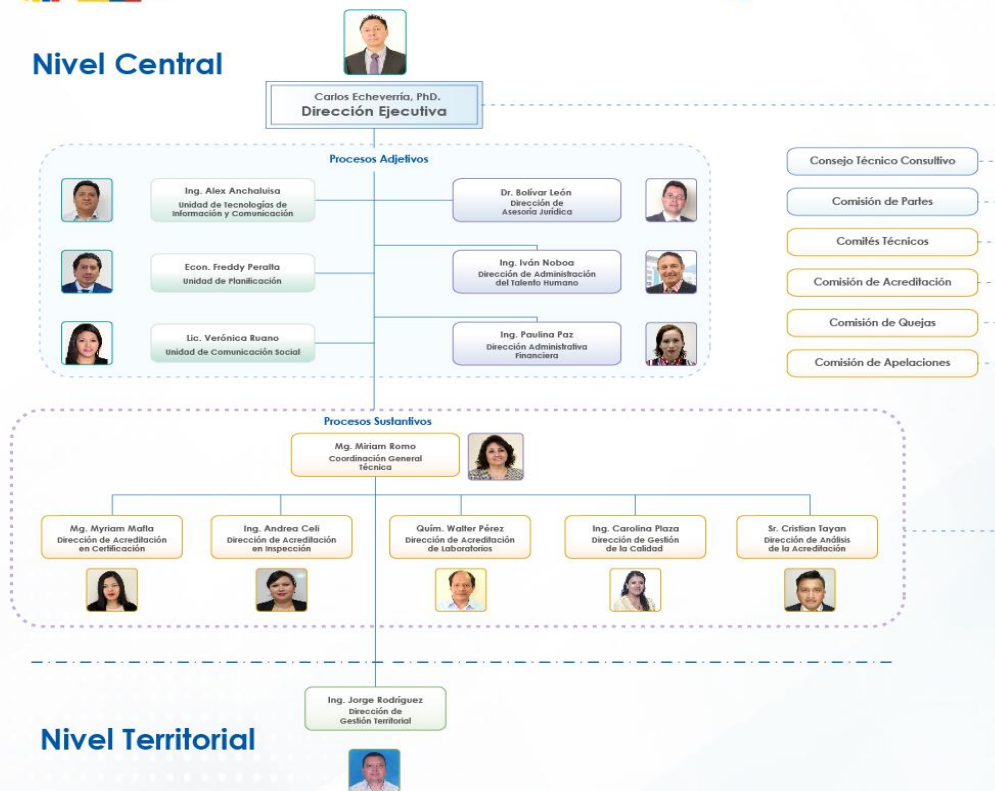 Nivel Central
Carlos Echeverría, PhD.
Dirección Ejecutiva
Procesos Adjetivos
Ing. Alex Anchaluisa
Unidad de Tecnologías de
Información y Comunicación
Dr. Bolívar León
Dirección de
Asesoría Jurídica
Econ. Freddy Peralta
Unidad de Planificación
Ing. Iván Noboa
Dirección de Administración
del Talento Humano
Lic. Verónica Ruano
Unidad de Comunicación Social
Ing. Paulina Paz
Dirección Administrativa
Financiera
Consejo Técnico Consultivo
Comisión de Partes
Comités Técnicos
Comisión de Acreditación
Comisión de Quejas
Comisión de Apelaciones
Procesos Sustantivos
Mg. Miriam Romo
Coordinación General
Técnica
Mg. Myriam Mafla
Dirección de Acreditación
en Certificación
Ing. Andrea Celi
Dirección de Acreditación
en Inspección
Quím. Walter Pérez
Dirección de Acreditación
de Laboratorios
Ing. Carolina Plaza
Dirección de Gestión
de la Calidad
Sr. Cristian Tayan
Dirección de Análisis
de la Acreditación
Ing. Jorge Rodríguez
Dirección de
Gestión Territorial
Nivel Territorial